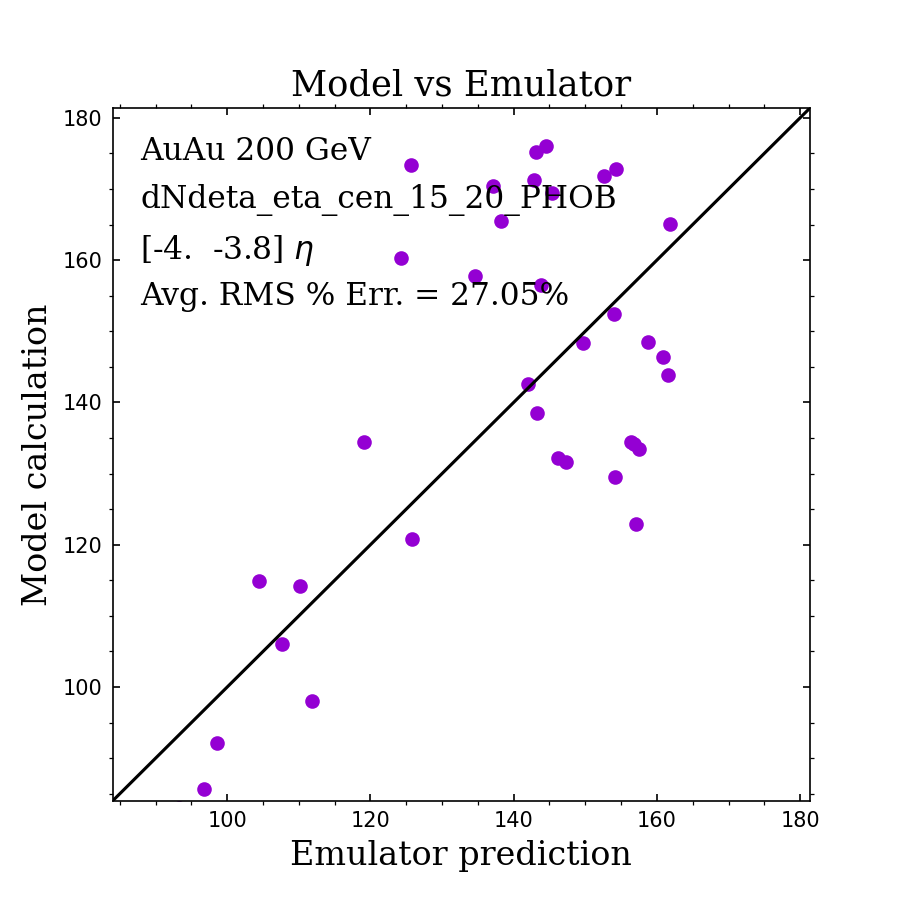 Model vs Emulator
AuAu 200 GeV
dNdeta_eta_cen_15_20_PHOB
[-4.  -3.8] η
Avg. RMS % Err. = 27.05%
Model calculation
180
160
140
120
100
100 120 140 160 180
Emulator prediction